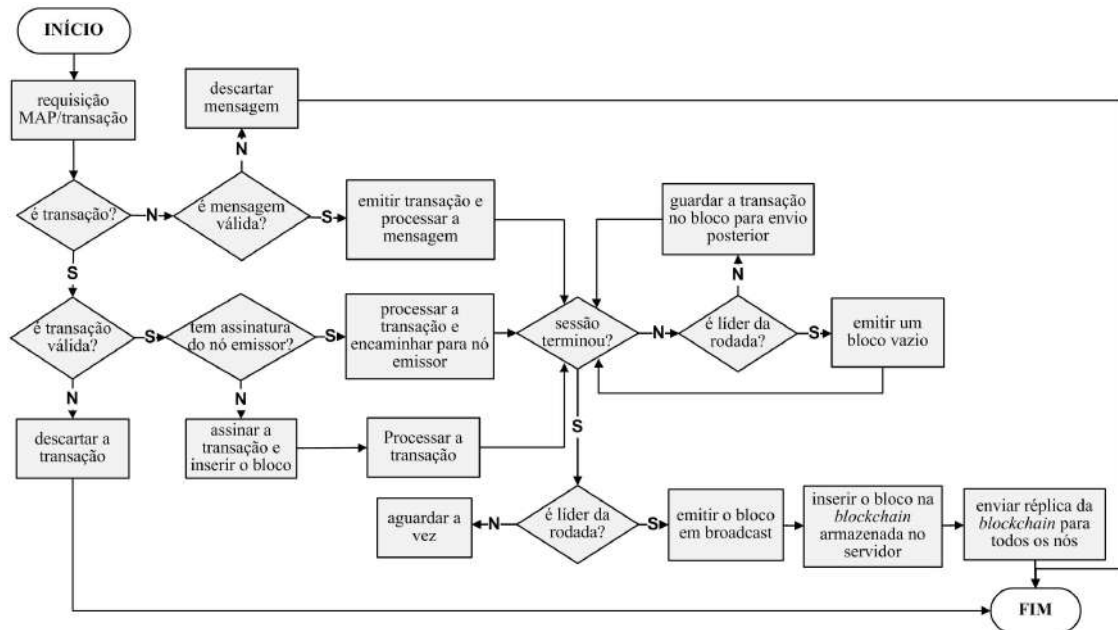 INÍCIO
requisição
MAP/transação
descartar
mensagem
N
é transação?
N
é mensagem
válida?
S
emitir transação e
processar a
mensagem
guardar a transação
no bloco para envio
posterior
N
S
é transação
válida?
S
tem assinatura
do nó emissor?
S
processar a
transação e
encaminhar para nó
emissor
sessão
terminou?
N
é líder da
rodada?
S
emitir um
bloco vazio
N
descartar a
transação
N
assinar a
transação e
inserir o bloco
Processar a
transação
S
aguardar a
vez
N
é líder da
rodada?
S
emitir o bloco
em broadcast
inserir o bloco na
blockchain
armazenada no
servidor
enviar réplica da
blockchain para
todos os nós
FIM